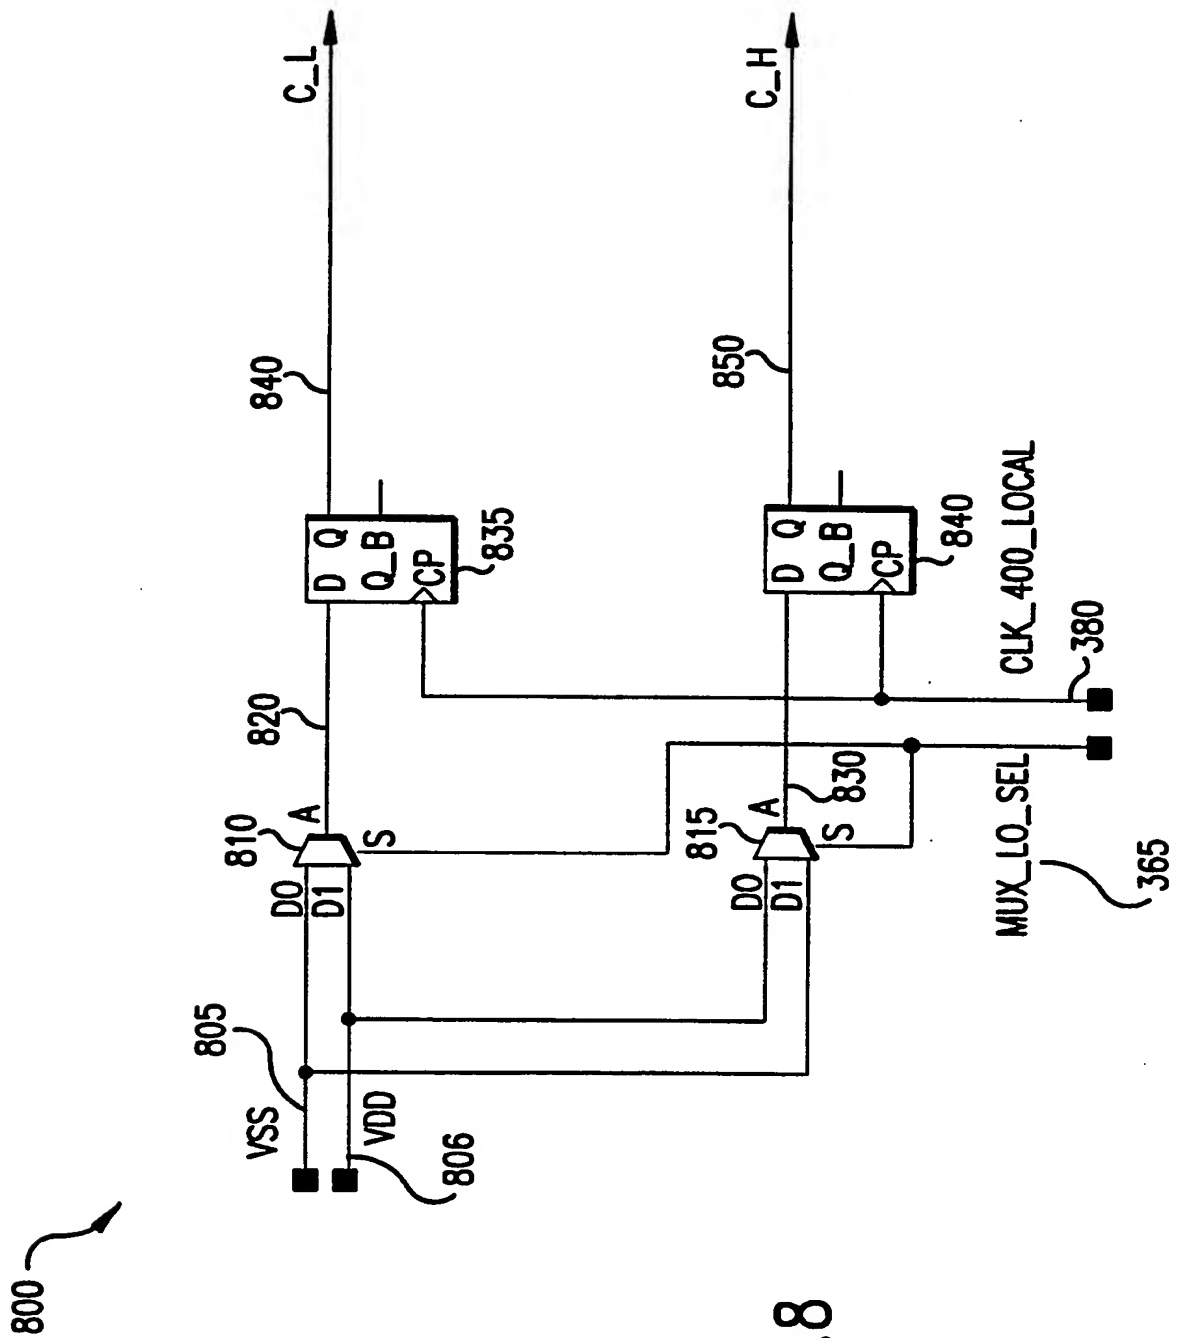 800
VSS
805
VDD
806
D0
D1
810
A
S
820
D
Q
Q_B
CP
835
840
C_L
D0
D1
815
A
S
830
D
Q
Q_B
CP
840
850
C_H
MUX_LO_SEL
365
CLK_400_LOCAL
380
8